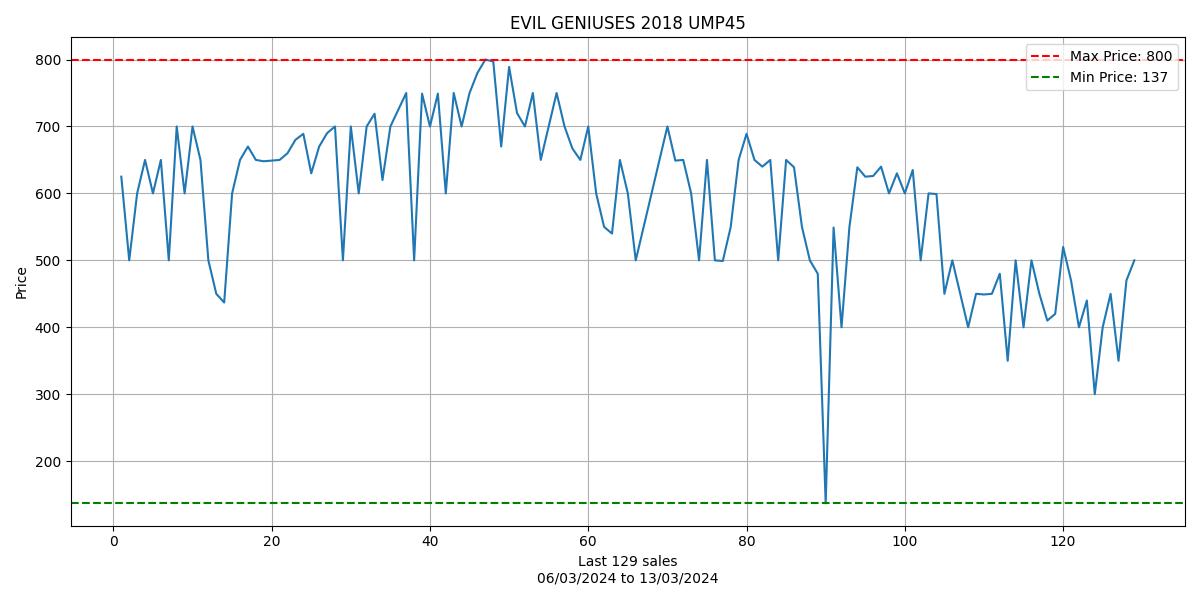 EVIL GENIUSES 2018 UMP45
Max Price: 800
Min Price: 137
Price
800
700
600
500
400
300
200
0 20 40 60 80 100 120
Last 129 sales
06/03/2024 to 13/03/2024